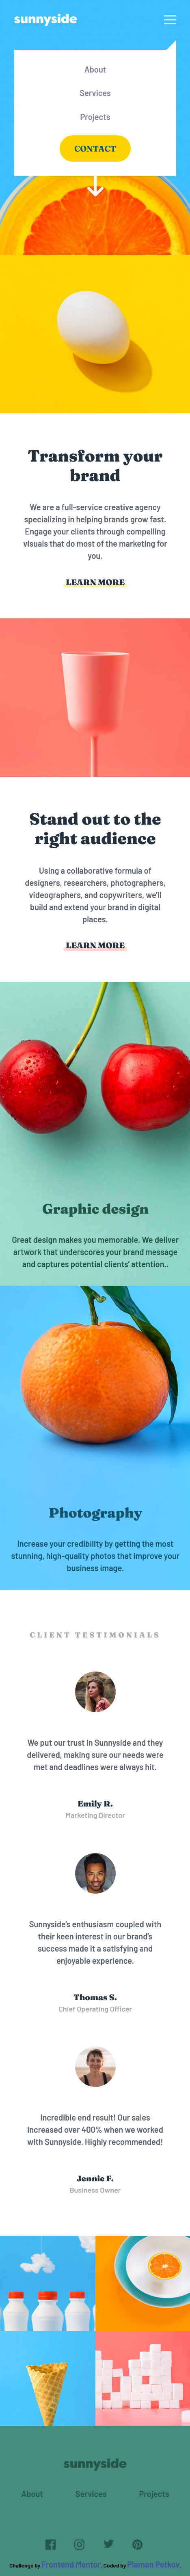 sunnyside
About
Services
Projects
CONTACT
Transform your
brand
We are a full-service creative agency
specializing in helping brands grow fast.
Engage your clients through compelling
visuals that do most of the marketing for
you.
LEARN MORE
Stand out to the
right audience
Using a collaborative formula of
designers, researchers, photographers,
videographers, and copywriters, we'll
build and extend your brand in digital
places.
LEARN MORE
Graphic design
Great design makes you memorable. We deliver
artwork that underscores your brand message
and captures potential clients' attention..
Photography
Increase your credibility by getting the most
stunning, high-quality photos that improve your
business image.
CLIENT TESTIMONIALS
We put our trust in Sunnyside and they
delivered, making sure our needs were
met and deadlines were always hit.
Emily R.
Marketing Director
Sunnyside's enthusiasm coupled with
their keen interest in our brand's
success made it a satisfying and
enjoyable experience.
Thomas S.
Chief Operating Officer
Incredible end result! Our sales
increased over 400% when we worked
with Sunnyside. Highly recommended!
Jennie F.
Business Owner
sunnyside
About Services Projects
Challenge by Frontend Mentor. Coded by Plamen Petkov.